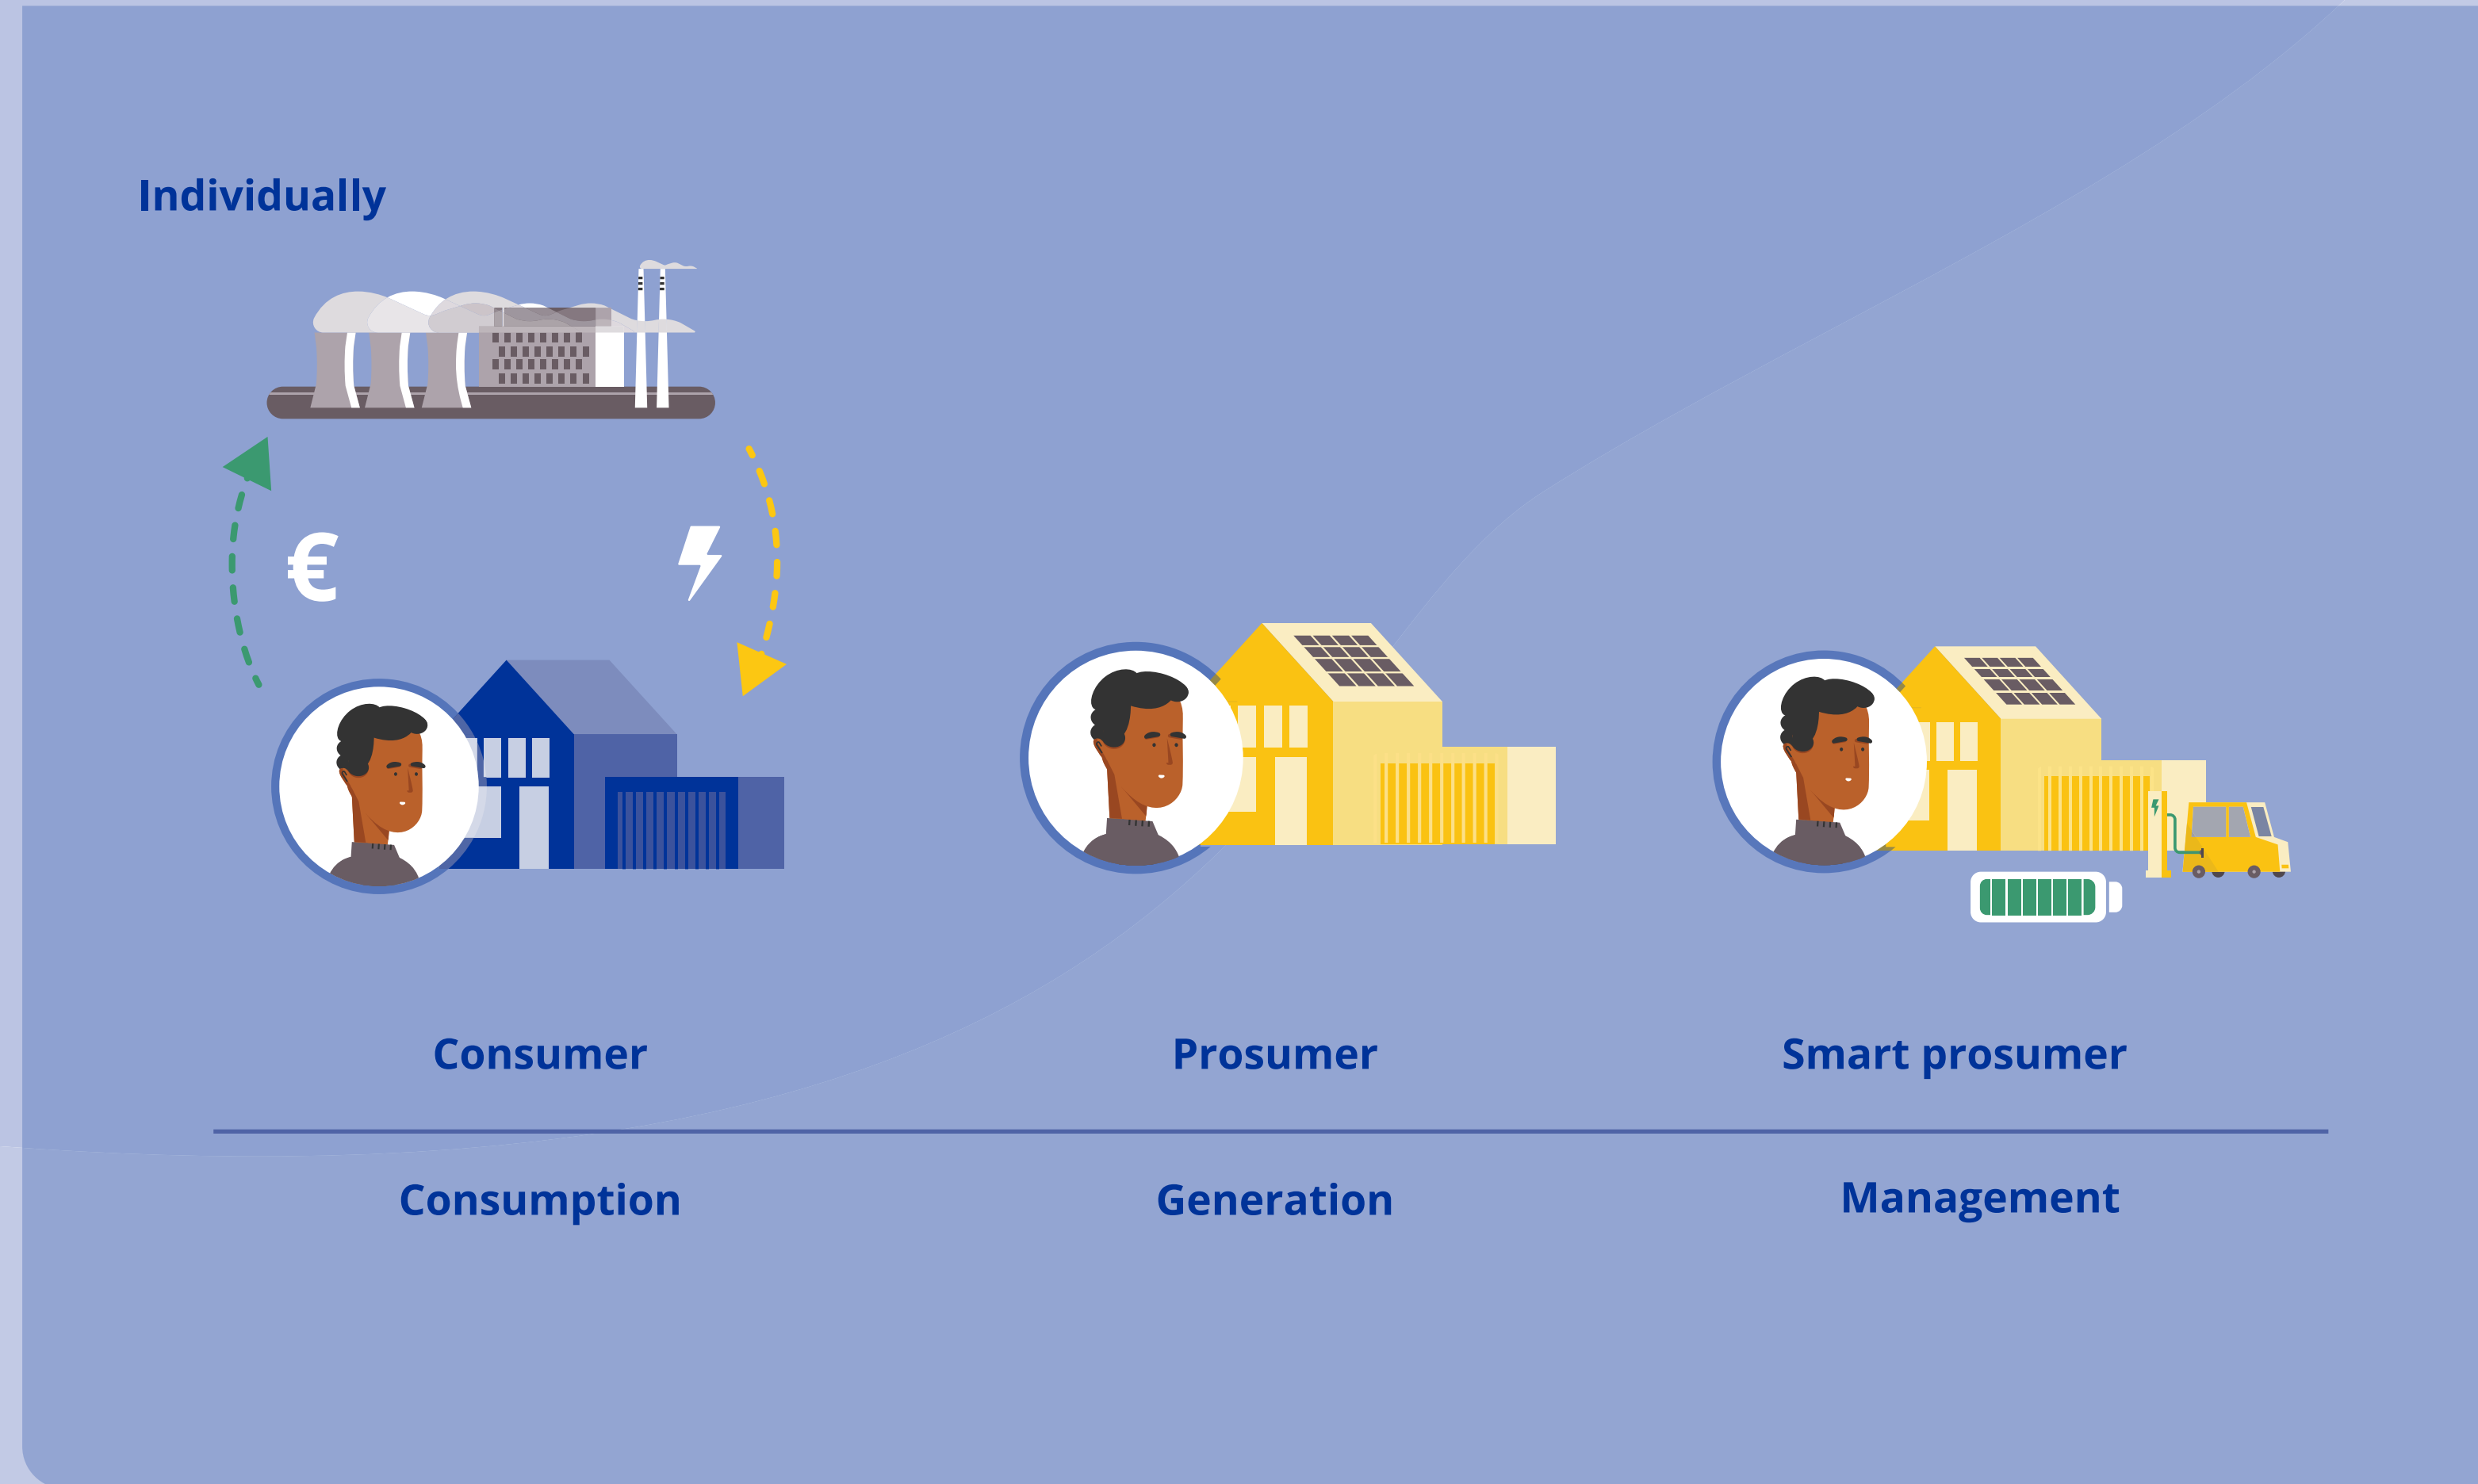 Individually
€
Consumer
Prosumer
Smart prosumer
Consumption
Generation
Management